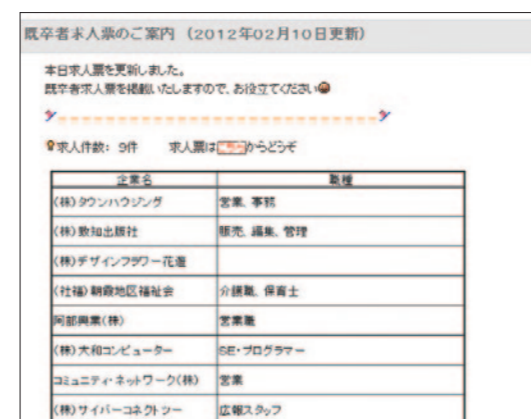 既卒者求人票のご案内 (2012年02月10日更新)
本日求人票を更新しました。
既卒者求人票を掲載いたしますので、お役立てください
求人件数: 9件 求人票はこちらからどうぞ
企業名 職種
(株)タウンハウジング 営業、事務
(株)致知出版社 販売、編集、管理
(株)デザインフラワー花遊
(社福)朝霞地区福祉会 介護職、保育士
阿部興業(株) 営業職
(株)大和コンピューター SE・プログラマー
コミュニティ・ネットワーク(株) 営業
(株)サイバーコネクトツー 広報スタッフ